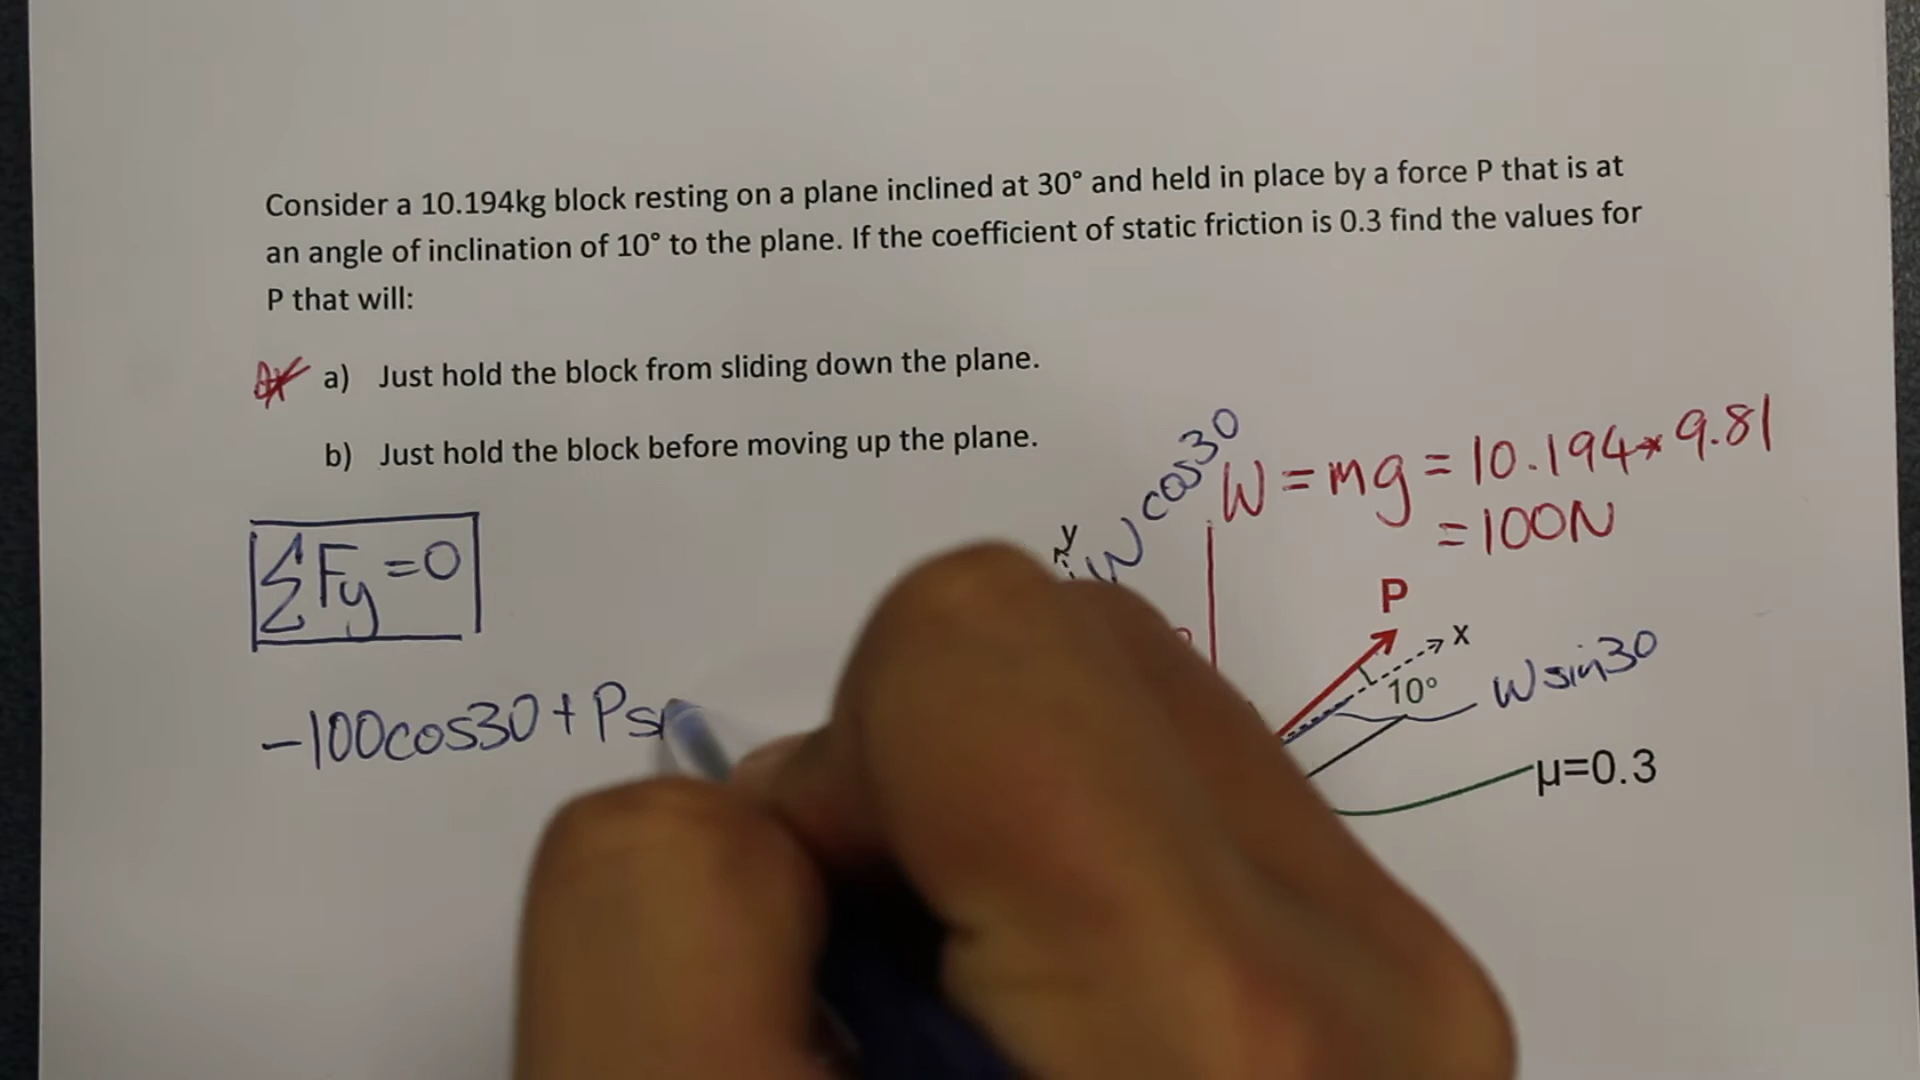 Consider a 10.194kg block resting on a plane inclined at 30° and held in place by a force P that is at
an angle of inclination of 10° to the plane. If the coefficient of static friction is 0.3 find the values for
P that will:
a) Just hold the block from sliding down the plane.
b) Just hold the block before moving up the plane.
W = mg = 10.194*9.81
= 100N
W cos30
ΣFy=0
y
P
x
10°
W sin30
-100cos30 + Ps
μ=0.3